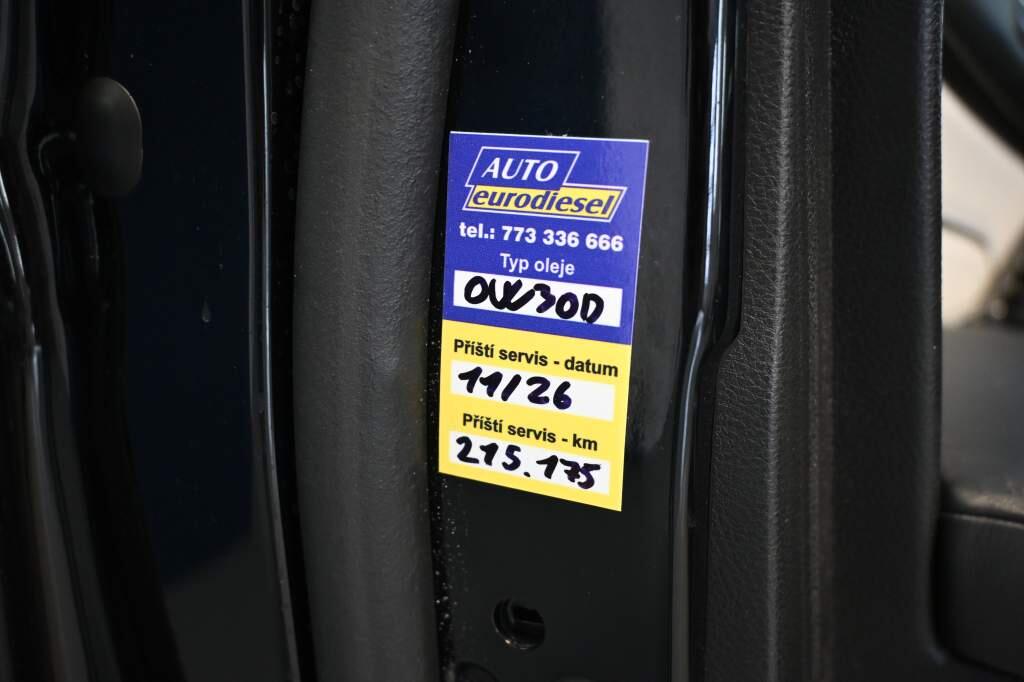 AUTO
eurodiesel
tel.: 773 336 666
Typ oleje
0W30D
Příští servis - datum
11/26
Příští servis - km
215.175